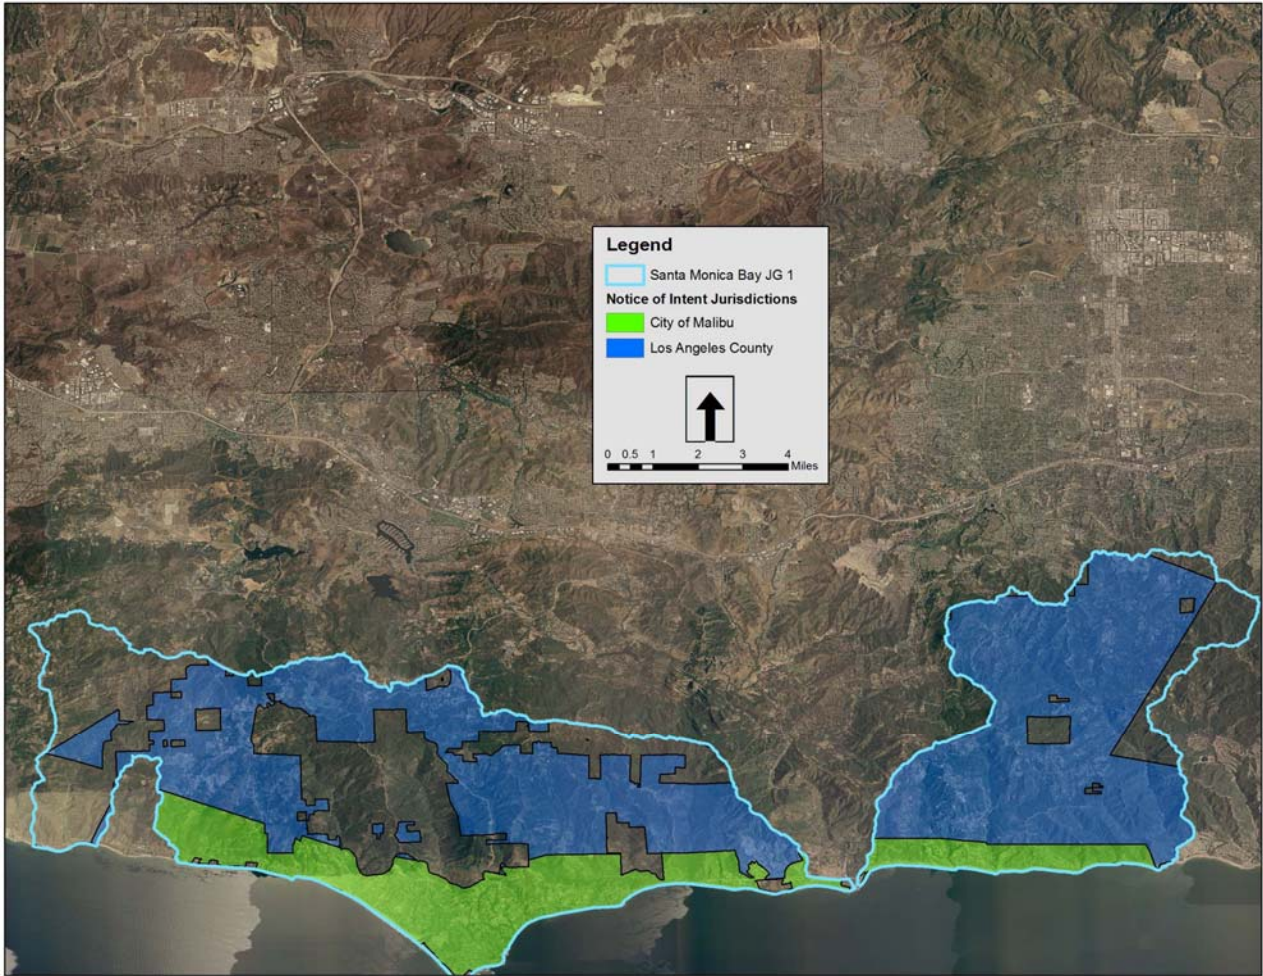 Legend
Santa Monica Bay JG 1
Notice of Intent Jurisdictions
City of Malibu
Los Angeles County
0 0.5 1 2 3 4
Miles